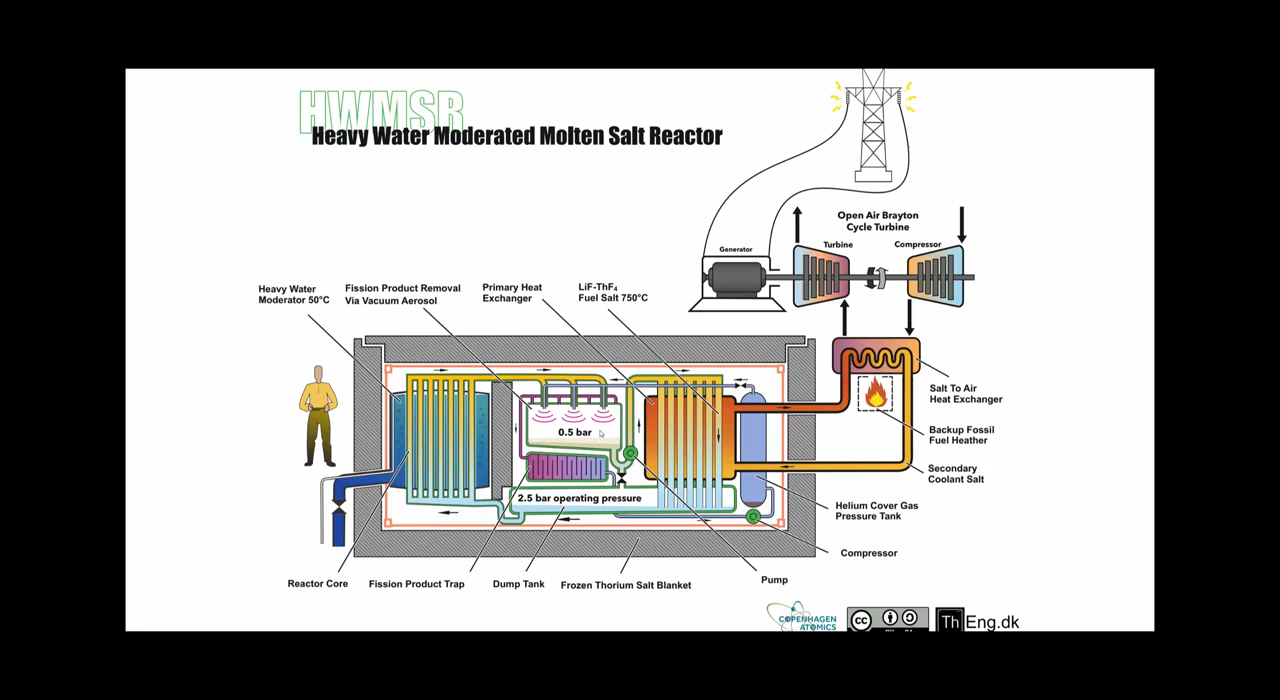 HWMSR
Heavy Water Moderated Molten Salt Reactor
Open Air Brayton
Cycle Turbine
Generator
Turbine
Compressor
Heavy Water
Moderator 50°C
Fission Product Removal
Via Vacuum Aerosol
Primary Heat
Exchanger
LiF-ThF₄
Fuel Salt 750°C
0.5 bar
2.5 bar operating pressure
Salt To Air
Heat Exchanger
Backup Fossil
Fuel Heather
Secondary
Coolant Salt
Helium Cover Gas
Pressure Tank
Compressor
Reactor Core
Fission Product Trap
Dump Tank
Frozen Thorium Salt Blanket
Pump
COPENHAGEN
ATOMICS
cc
Th Eng.dk